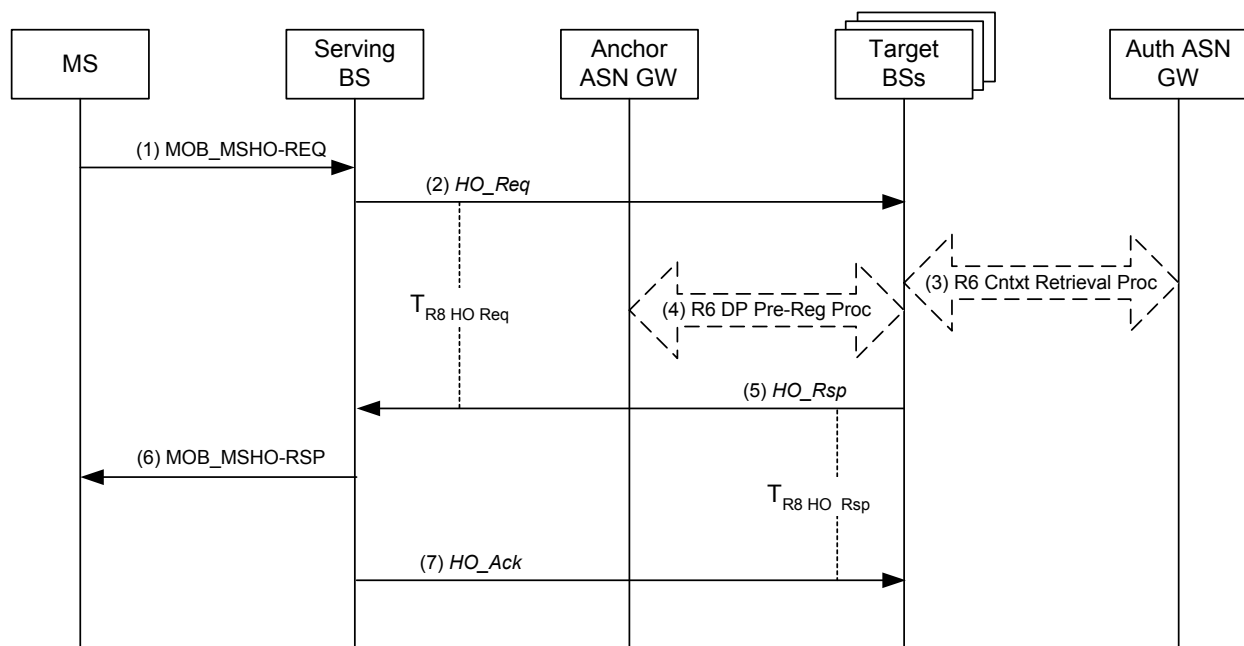 MS
Serving
BS
Anchor
ASN GW
Target
BSs
Auth ASN
GW
(1) MOB_MSHO-REQ
(2) HO_Req
(3) R6 Cntxt Retrieval Proc
(4) R6 DP Pre-Reg Proc
T R8 HO Req
(5) HO_Rsp
(6) MOB_MSHO-RSP
T R8 HO Rsp
(7) HO_Ack